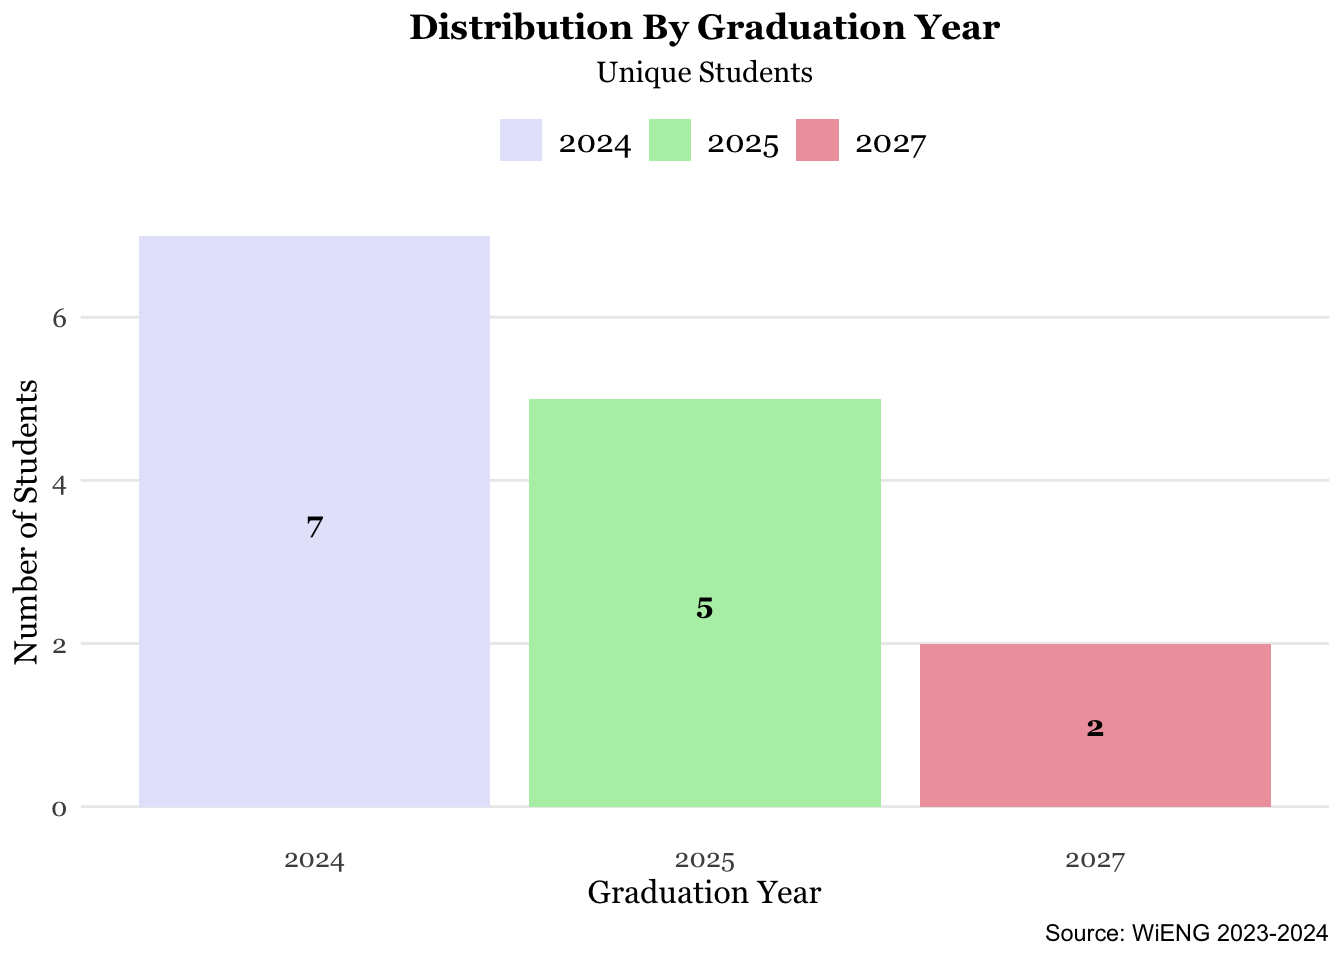 Distribution By Graduation Year
Unique Students
2024 2025 2027
6
4
2
0
Number of Students
7
5
2
2024 2025 2027
Graduation Year
Source: WiENG 2023-2024